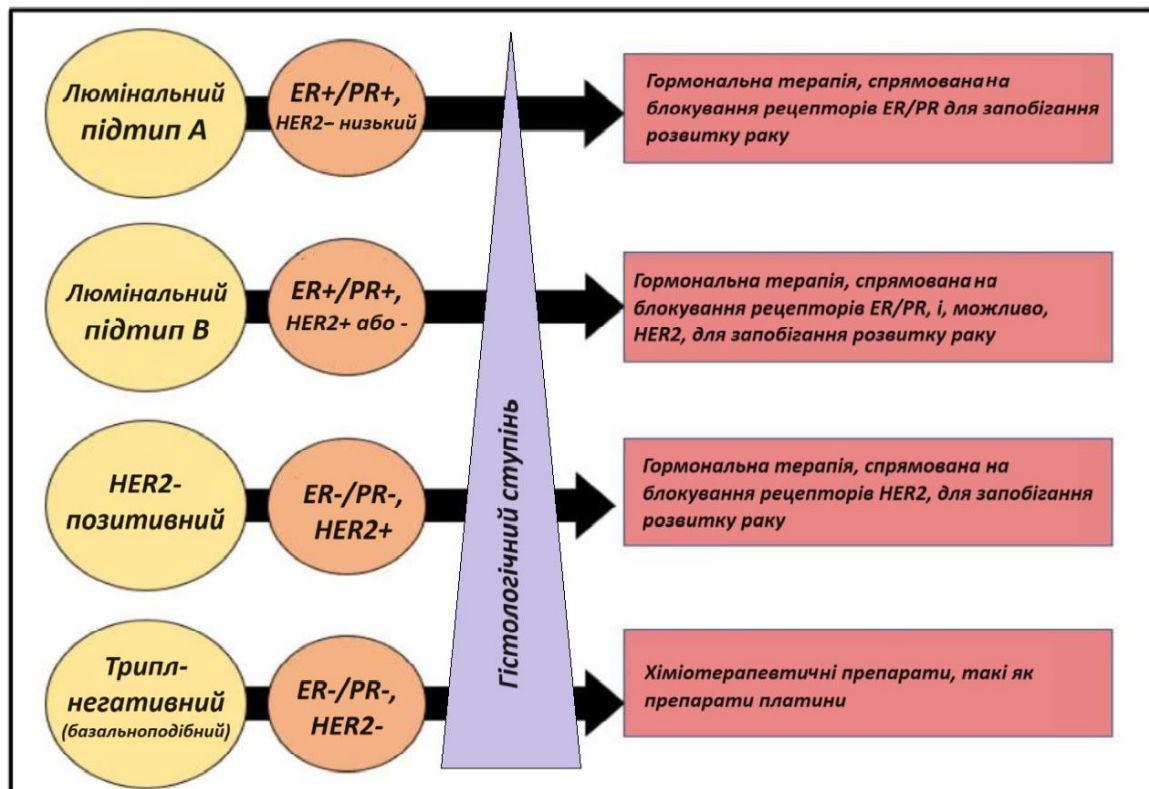 Люмінальний
підтип А
ER+/PR+,
HER2– низький
Гормональна терапія, спрямована на
блокування рецепторів ER/PR для запобігання
розвитку раку
Люмінальний
підтип В
ER+/PR+,
HER2+ або -
Гормональна терапія, спрямована на
блокування рецепторів ER/PR, і, можливо,
HER2, для запобігання розвитку раку
HER2-
позитивний
ER-/PR-,
HER2+
Гормональна терапія, спрямована на
блокування рецепторів HER2, для запобігання
розвитку раку
Трипл-
негативний
(базальноподібний)
ER-/PR-,
HER2-
Хіміотерапевтичні препарати, такі як
препарати платини
Гістологічний ступінь